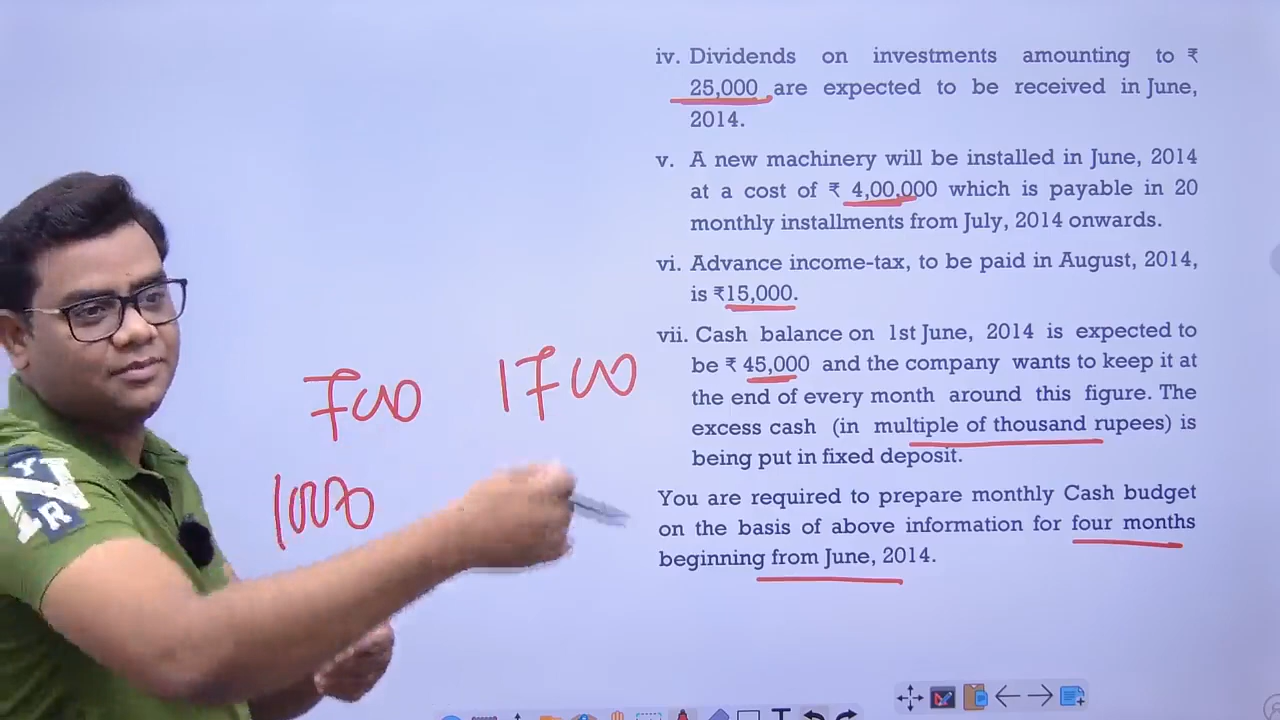 iv. Dividends on investments amounting to ₹
25,000 are expected to be received in June,
2014.
v. A new machinery will be installed in June, 2014
at a cost of ₹ 4,00,000 which is payable in 20
monthly installments from July, 2014 onwards.
vi. Advance income-tax, to be paid in August, 2014,
is ₹15,000.
vii. Cash balance on 1st June, 2014 is expected to
be ₹ 45,000 and the company wants to keep it at
the end of every month around this figure. The
excess cash (in multiple of thousand rupees) is
being put in fixed deposit.
You are required to prepare monthly Cash budget
on the basis of above information for four months
beginning from June, 2014.
700 1700
1000
Y
N
R